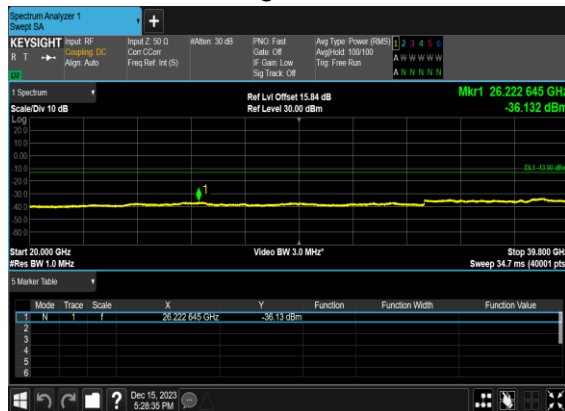 Spectrum Analyzer 1
Swept SA
+
KEYSIGHT Input: RF Input Z: 50 Ω #Atten: 30 dB PNO: Fast Avg Type: Power (RMS) 1 2 3 4 5 6
R T Coupling: DC Corr CCorr Gate: Off Avg|Hold: 100/100 A W W W W W
Align: Auto Freq Ref: Int (S) IF Gain: Low Trig: Free Run
LW Sig Track: Off A N N N N N
1 Spectrum Ref Lvl Offset 15.84 dB Mkr1 26.222 645 GHz
Scale/Div 10 dB Ref Level 30.00 dBm -36.132 dBm
Log
20.0
10.0
0.00
-10.0 DL1 -13.00 dBm
-20.0
-30.0 1
-40.0
-50.0
-60.0
Start 20.000 GHz Video BW 3.0 MHz* Stop 39.800 GHz
#Res BW 1.0 MHz Sweep 34.7 ms (40001 pts)
5 Marker Table
Mode Trace Scale X Y Function Function Width Function Value
1 N 1 f 26.222 645 GHz -36.13 dBm
2
3
4
5
6
? Dec 15, 2023
5:28:35 PM